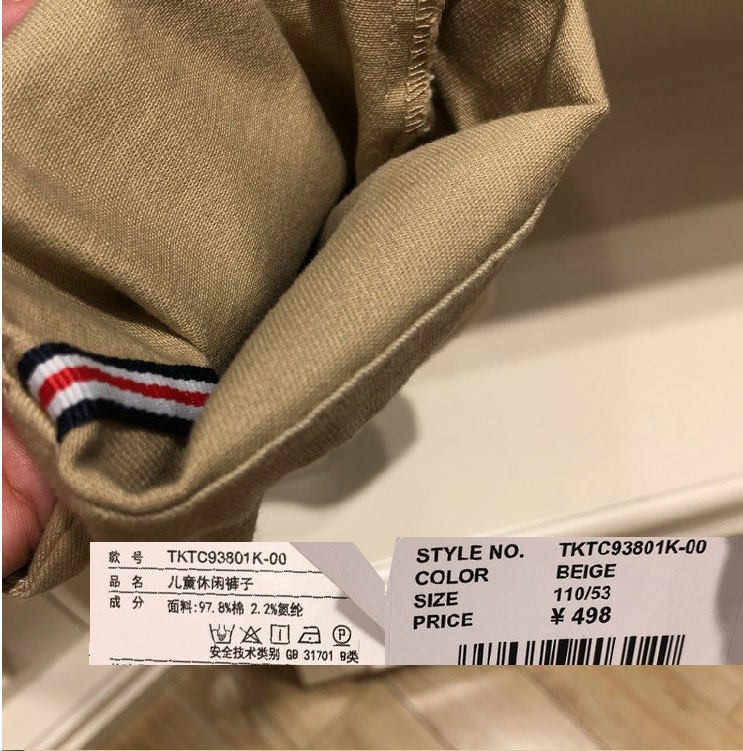 款 号 TKTC93801K-00
品 名 儿童休闲裤子
成 分 面料:97.8%棉 2.2%氨纶
安全技术类别 GB 31701 B类
STYLE NO. TKTC93801K-00
COLOR BEIGE
SIZE 110/53
PRICE ¥ 498